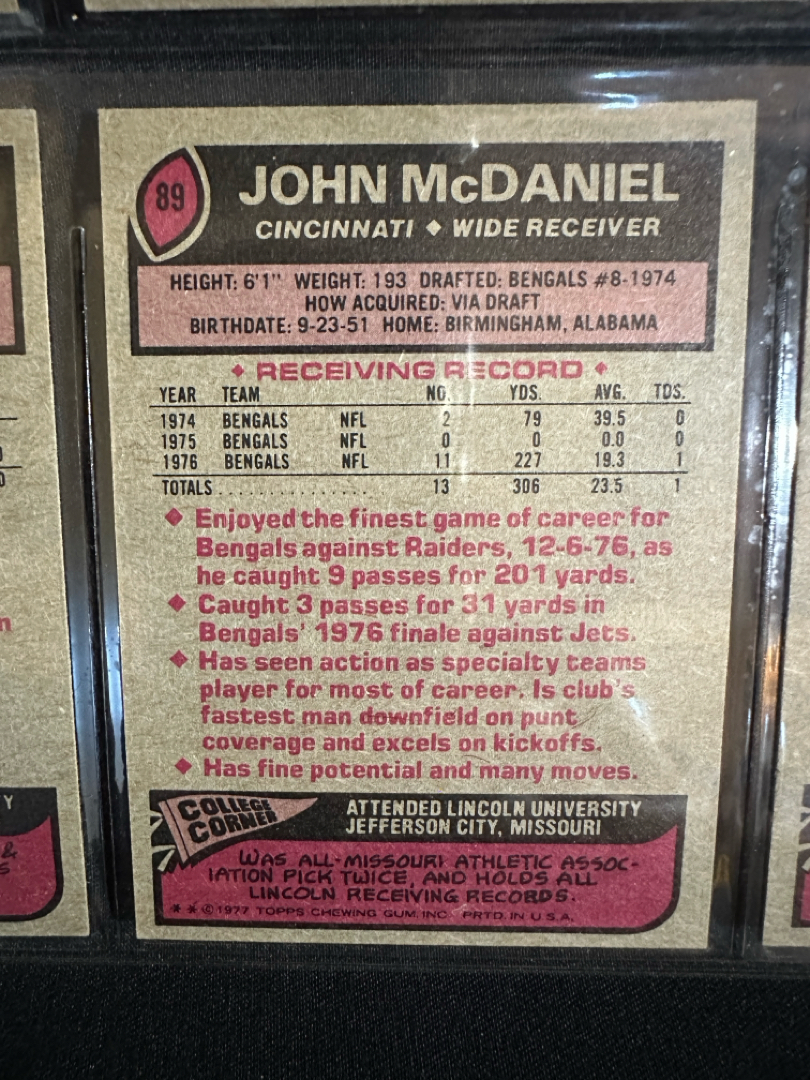 89
JOHN McDANIEL
CINCINNATI ◆ WIDE RECEIVER
HEIGHT: 6'1" WEIGHT: 193 DRAFTED: BENGALS #8-1974
HOW ACQUIRED: VIA DRAFT
BIRTHDATE: 9-23-51 HOME: BIRMINGHAM, ALABAMA
◆ RECEIVING RECORD ◆
YEAR TEAM NO. YDS. AVG. TDS.
1974 BENGALS NFL 2 79 39.5 0
1975 BENGALS NFL 0 0 0.0 0
1976 BENGALS NFL 11 227 19.3 1
TOTALS................ 13 306 23.5 1
◆ Enjoyed the finest game of career for
Bengals against Raiders, 12-6-76, as
he caught 9 passes for 201 yards.
◆ Caught 3 passes for 31 yards in
Bengals' 1976 finale against Jets.
◆ Has seen action as specialty teams
player for most of career. Is club's
fastest man downfield on punt
coverage and excels on kickoffs.
◆ Has fine potential and many moves.
COLLEGE
CORNER
ATTENDED LINCOLN UNIVERSITY
JEFFERSON CITY, MISSOURI
WAS ALL-MISSOURI ATHLETIC ASSOC-
IATION PICK TWICE, AND HOLDS ALL
LINCOLN RECEIVING RECORDS.
* * © 1977 TOPPS CHEWING GUM, INC. PRTD. IN U.S.A.